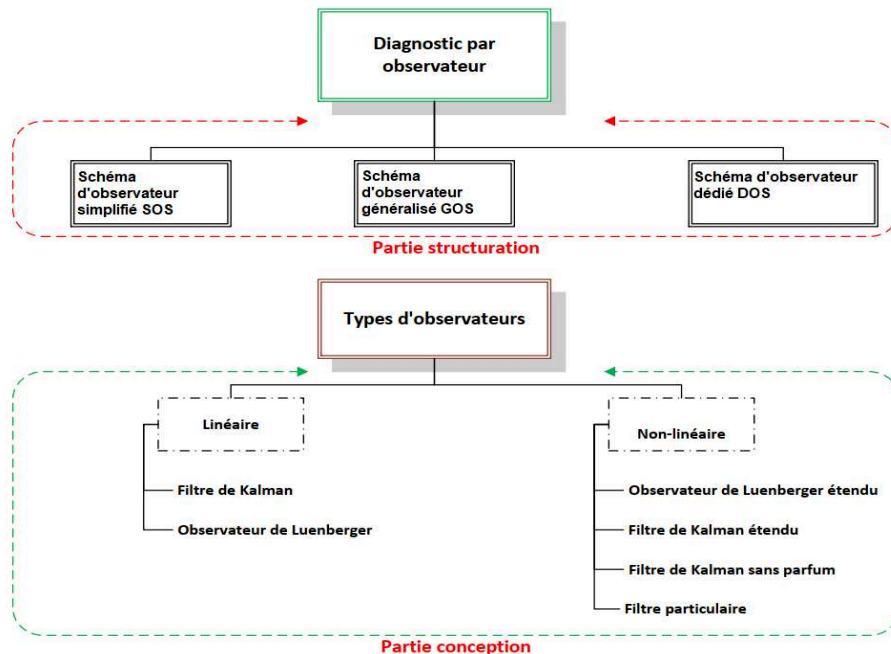 Diagnostic par
observateur
Schéma
d'observateur
simplifié SOS
Schéma
d'observateur
généralisé GOS
Schéma d'observateur
dédié DOS
Partie structuration
Types d'observateurs
Linéaire
Filtre de Kalman
Observateur de Luenberger
Non-linéaire
Observateur de Luenberger étendu
Filtre de Kalman étendu
Filtre de Kalman sans parfum
Filtre particulaire
Partie conception